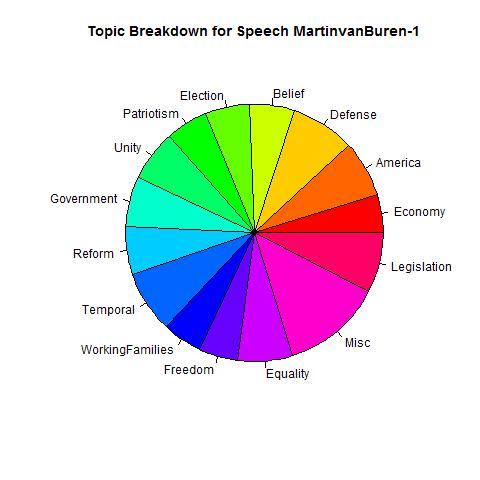 Topic Breakdown for Speech MartinvanBuren-1
Belief
Election
Defense
Patriotism
Unity
America
Government
Economy
Reform
Legislation
Temporal
Misc
WorkingFamilies
Freedom
Equality